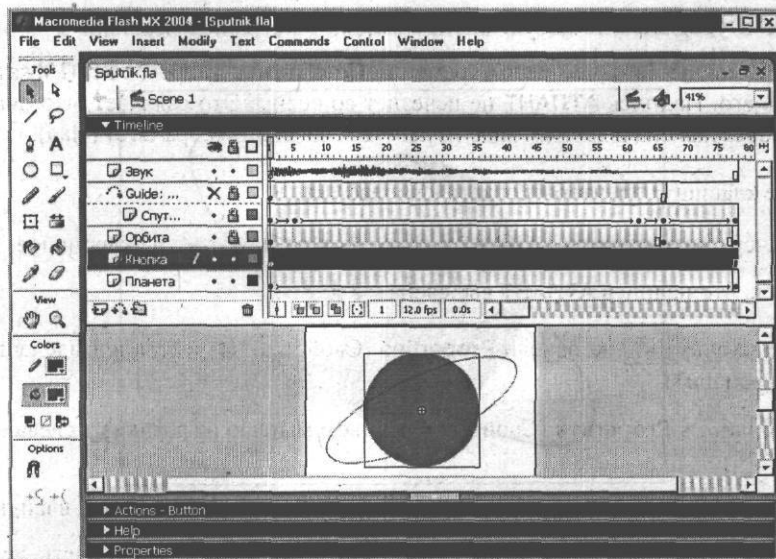 Macromedia Flash MX 2004 - [Sputnik.fla]
File Edit View Insert Modify Text Commands Control Window Help
Tools
Sputnik.fla
Scene 1
41%
Timeline
1 5 10 15 20 25 30 35 40 45 50 55 60 65 70 75 80
Звук
Guide: ...
Спут...
Орбита
Кнопка
Планета
1 12.0 fps 0.0s
View
Colors
Options
Actions - Button
Help
Properties